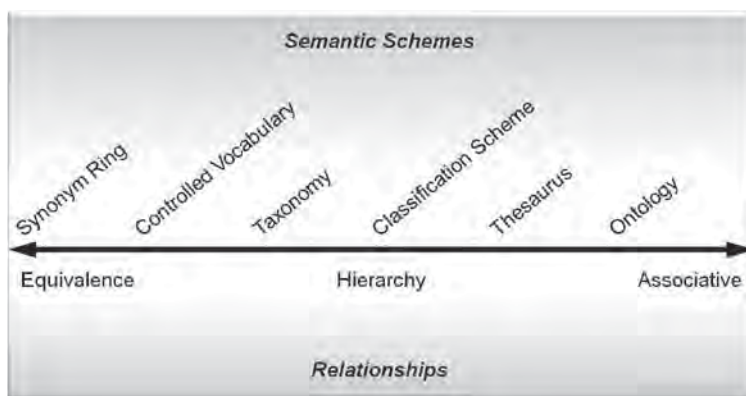 Semantic Schemes
Synonym Ring
Controlled Vocabulary
Taxonomy
Classification Scheme
Thesaurus
Ontology
Equivalence
Hierarchy
Associative
Relationships